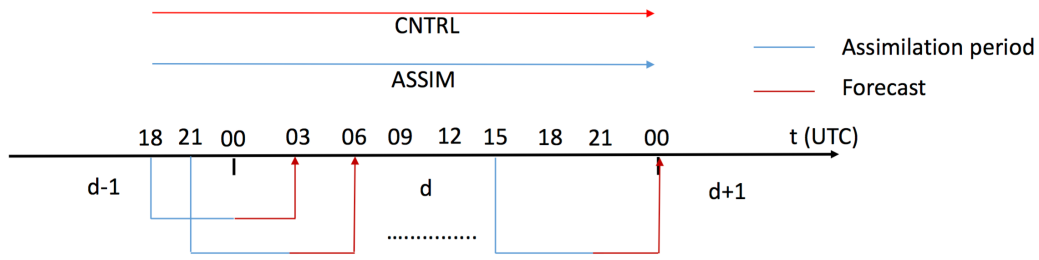 CNTRL
ASSIM
Assimilation period
Forecast
18 21 00 03 06 09 12 15 18 21 00 t (UTC)
d-1 d d+1
...............